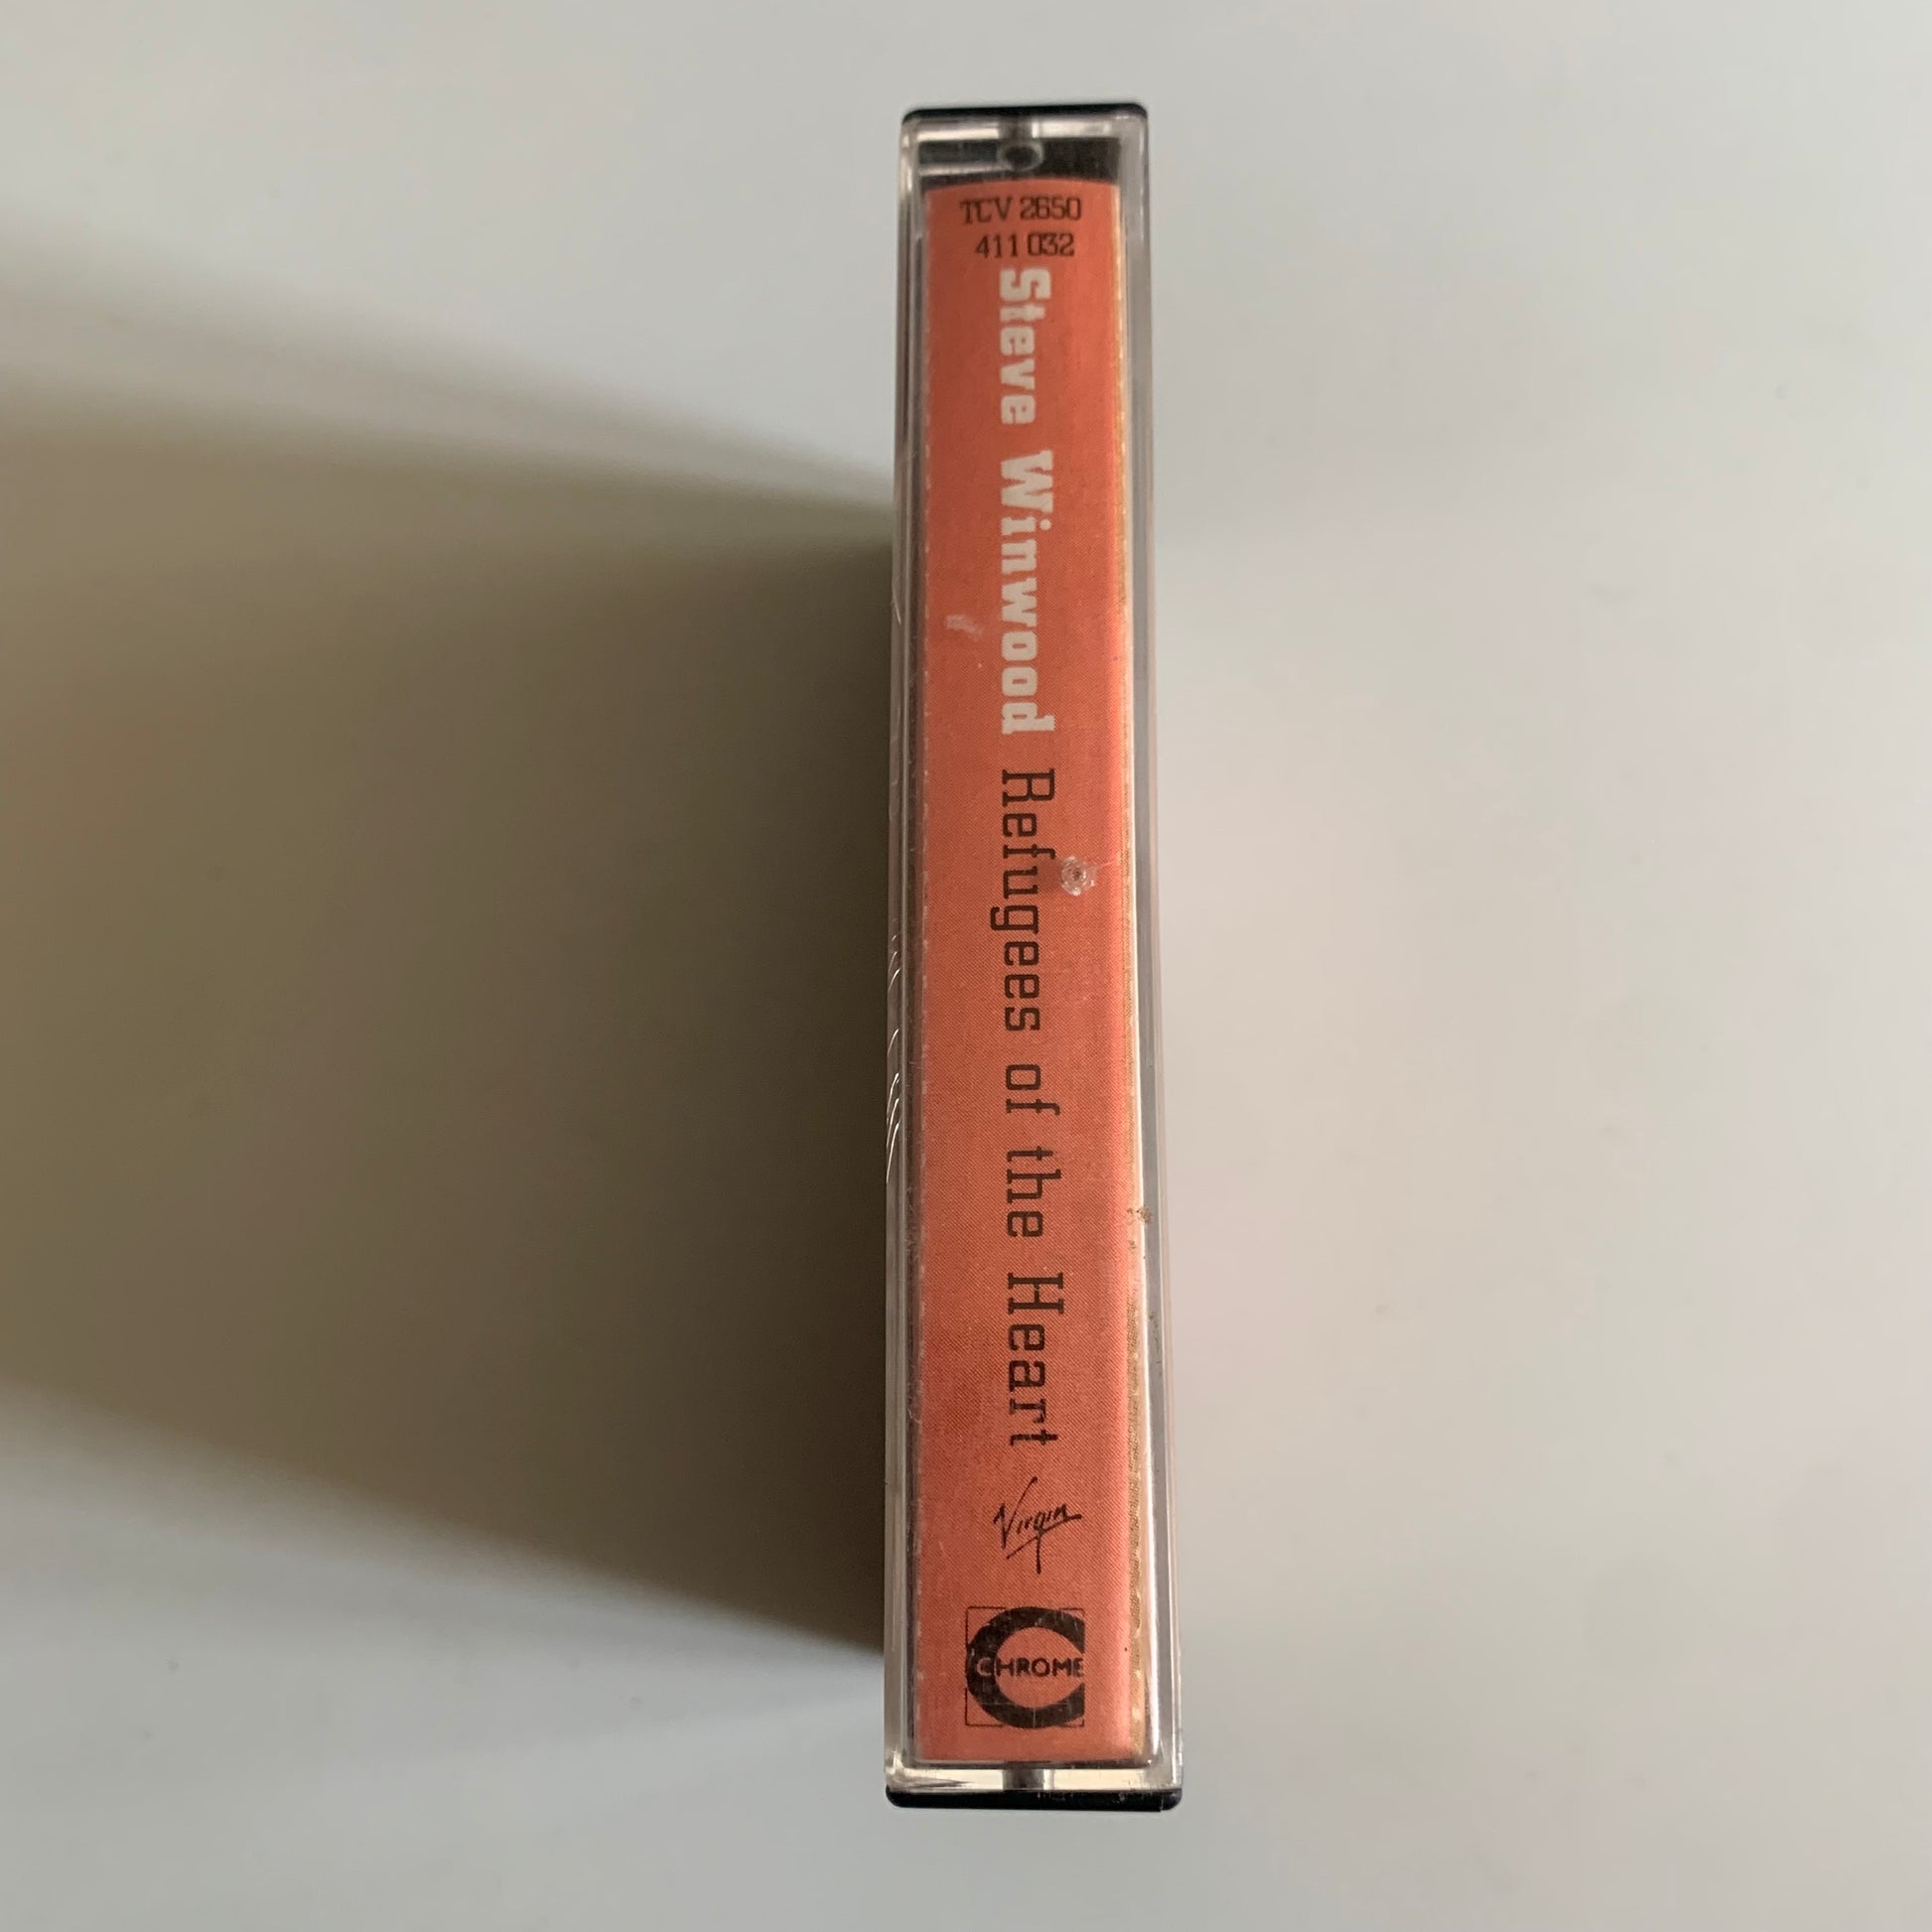 TCV 2650
411 032
Steve Winwood Refugees of the Heart
Virgin
CHROME